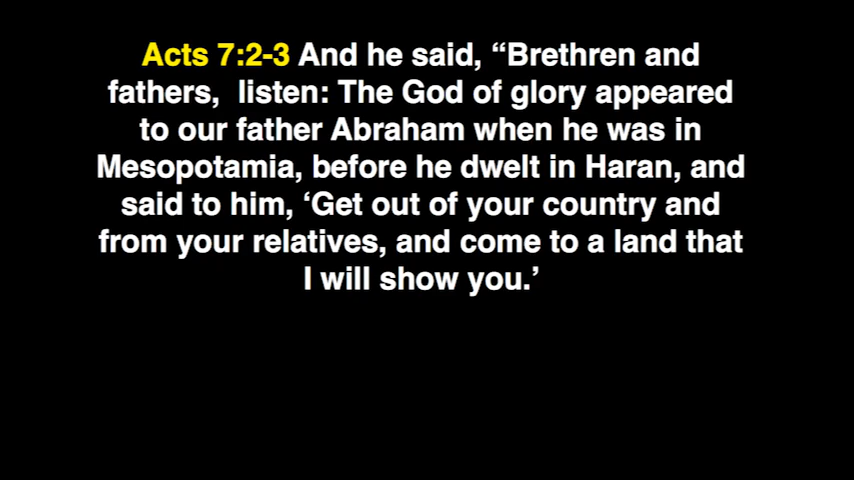 Acts 7:2-3 And he said, “Brethren and
fathers,  listen: The God of glory appeared
to our father Abraham when he was in
Mesopotamia, before he dwelt in Haran, and
said to him, ‘Get out of your country and
from your relatives, and come to a land that
I will show you.’